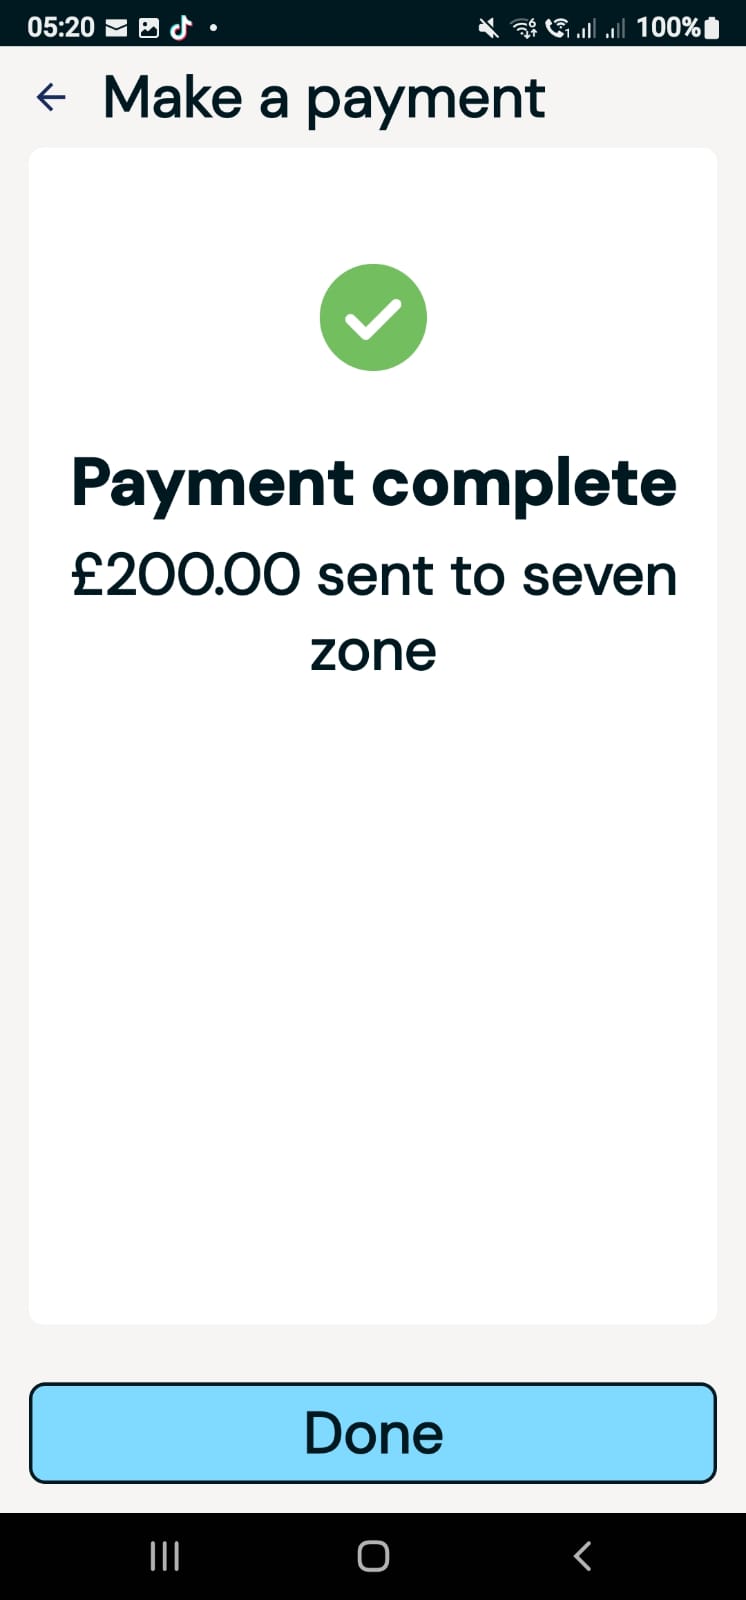 05:20 100%
Make a payment
Payment complete
£200.00 sent to seven
zone
Done